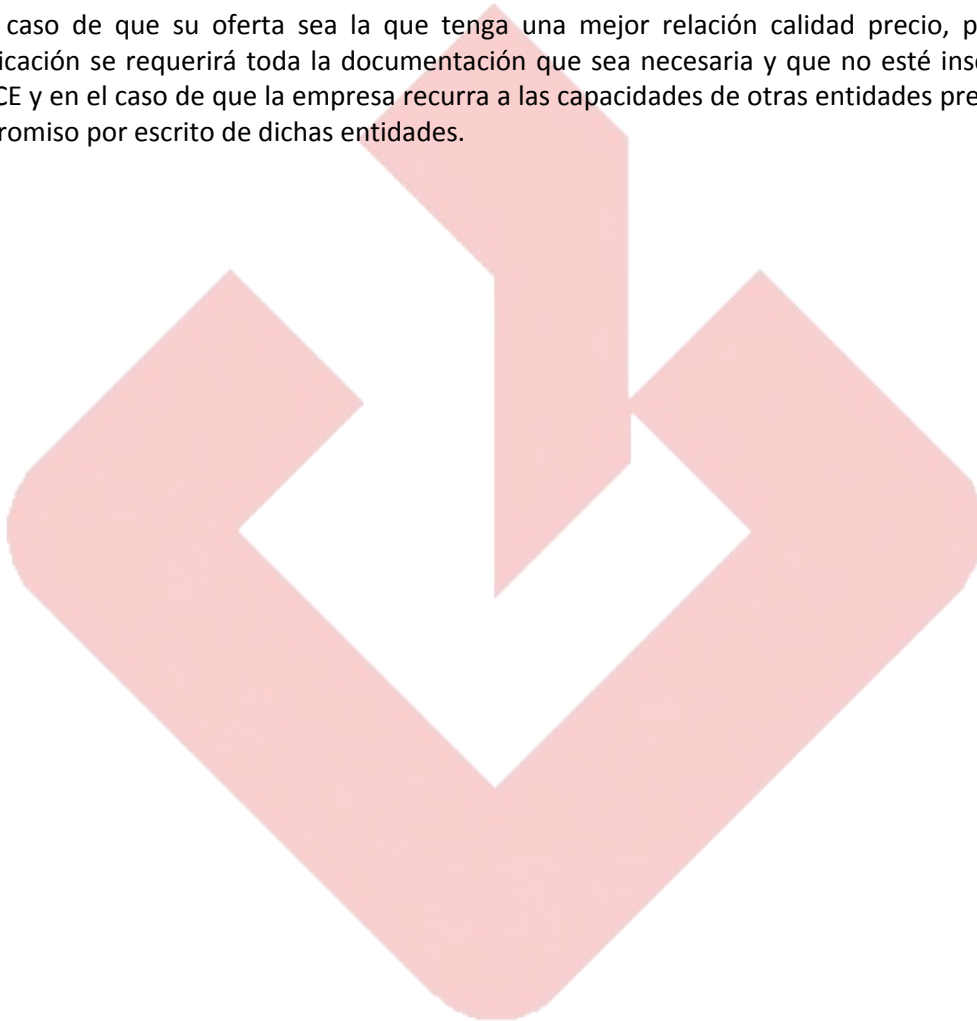 caso de que su oferta sea la que tenga una mejor relación calidad precio, p
icación se requerirá toda la documentación que sea necesaria y que no esté ins
CE y en el caso de que la empresa recurra a las capacidades de otras entidades pre
romiso por escrito de dichas entidades.